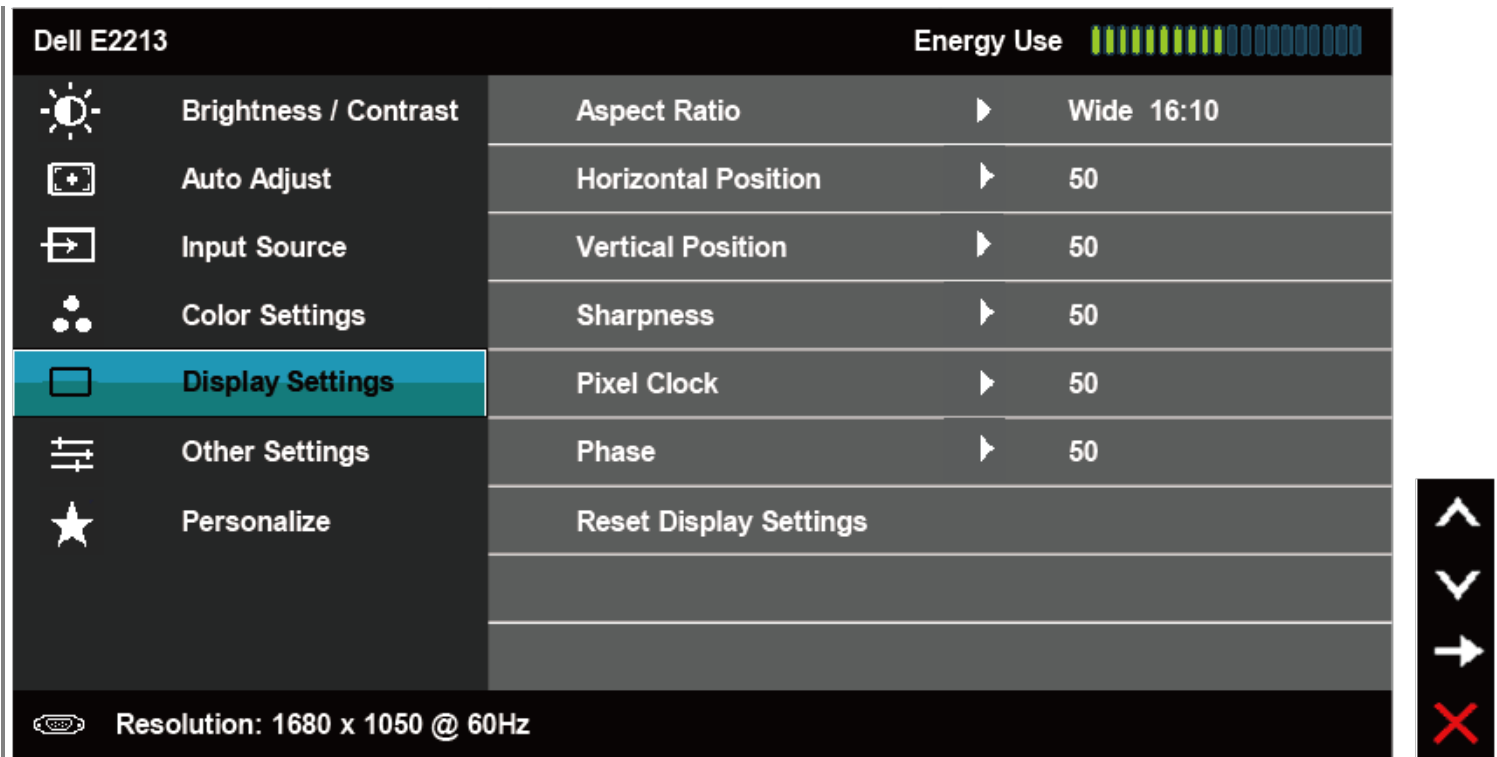 Dell E2213 Energy Use
Brightness / Contrast Aspect Ratio Wide 16:10
Auto Adjust Horizontal Position 50
Input Source Vertical Position 50
Color Settings Sharpness 50
Display Settings Pixel Clock 50
Other Settings Phase 50
Personalize Reset Display Settings
Resolution: 1680 x 1050 @ 60Hz